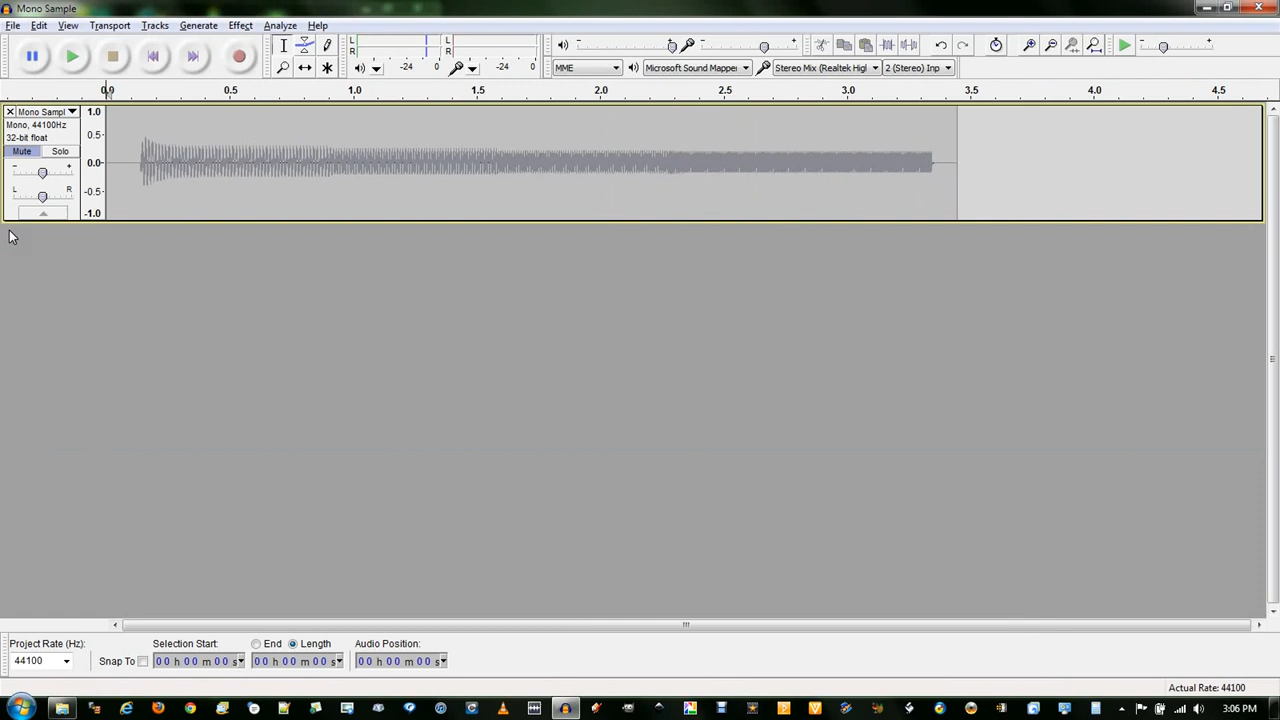 Mono Sample
File Edit View Transport Tracks Generate Effect Analyze Help
L R -24 0 L R -24 0
- + - + - +
MME Microsoft Sound Mapper Stereo Mix (Realtek Higl 2 (Stereo) Inp
0.0 0.5 1.0 1.5 2.0 2.5 3.0 3.5 4.0 4.5
Mono Sampl 1.0
Mono, 44100Hz
32-bit float 0.5
Mute Solo
- + 0.0
L R -0.5
-1.0
Project Rate (Hz): Selection Start: End Length Audio Position:
44100 Snap To 00 h 00 m 00 s 00 h 00 m 00 s 00 h 00 m 00 s
Actual Rate: 44100
3:06 PM